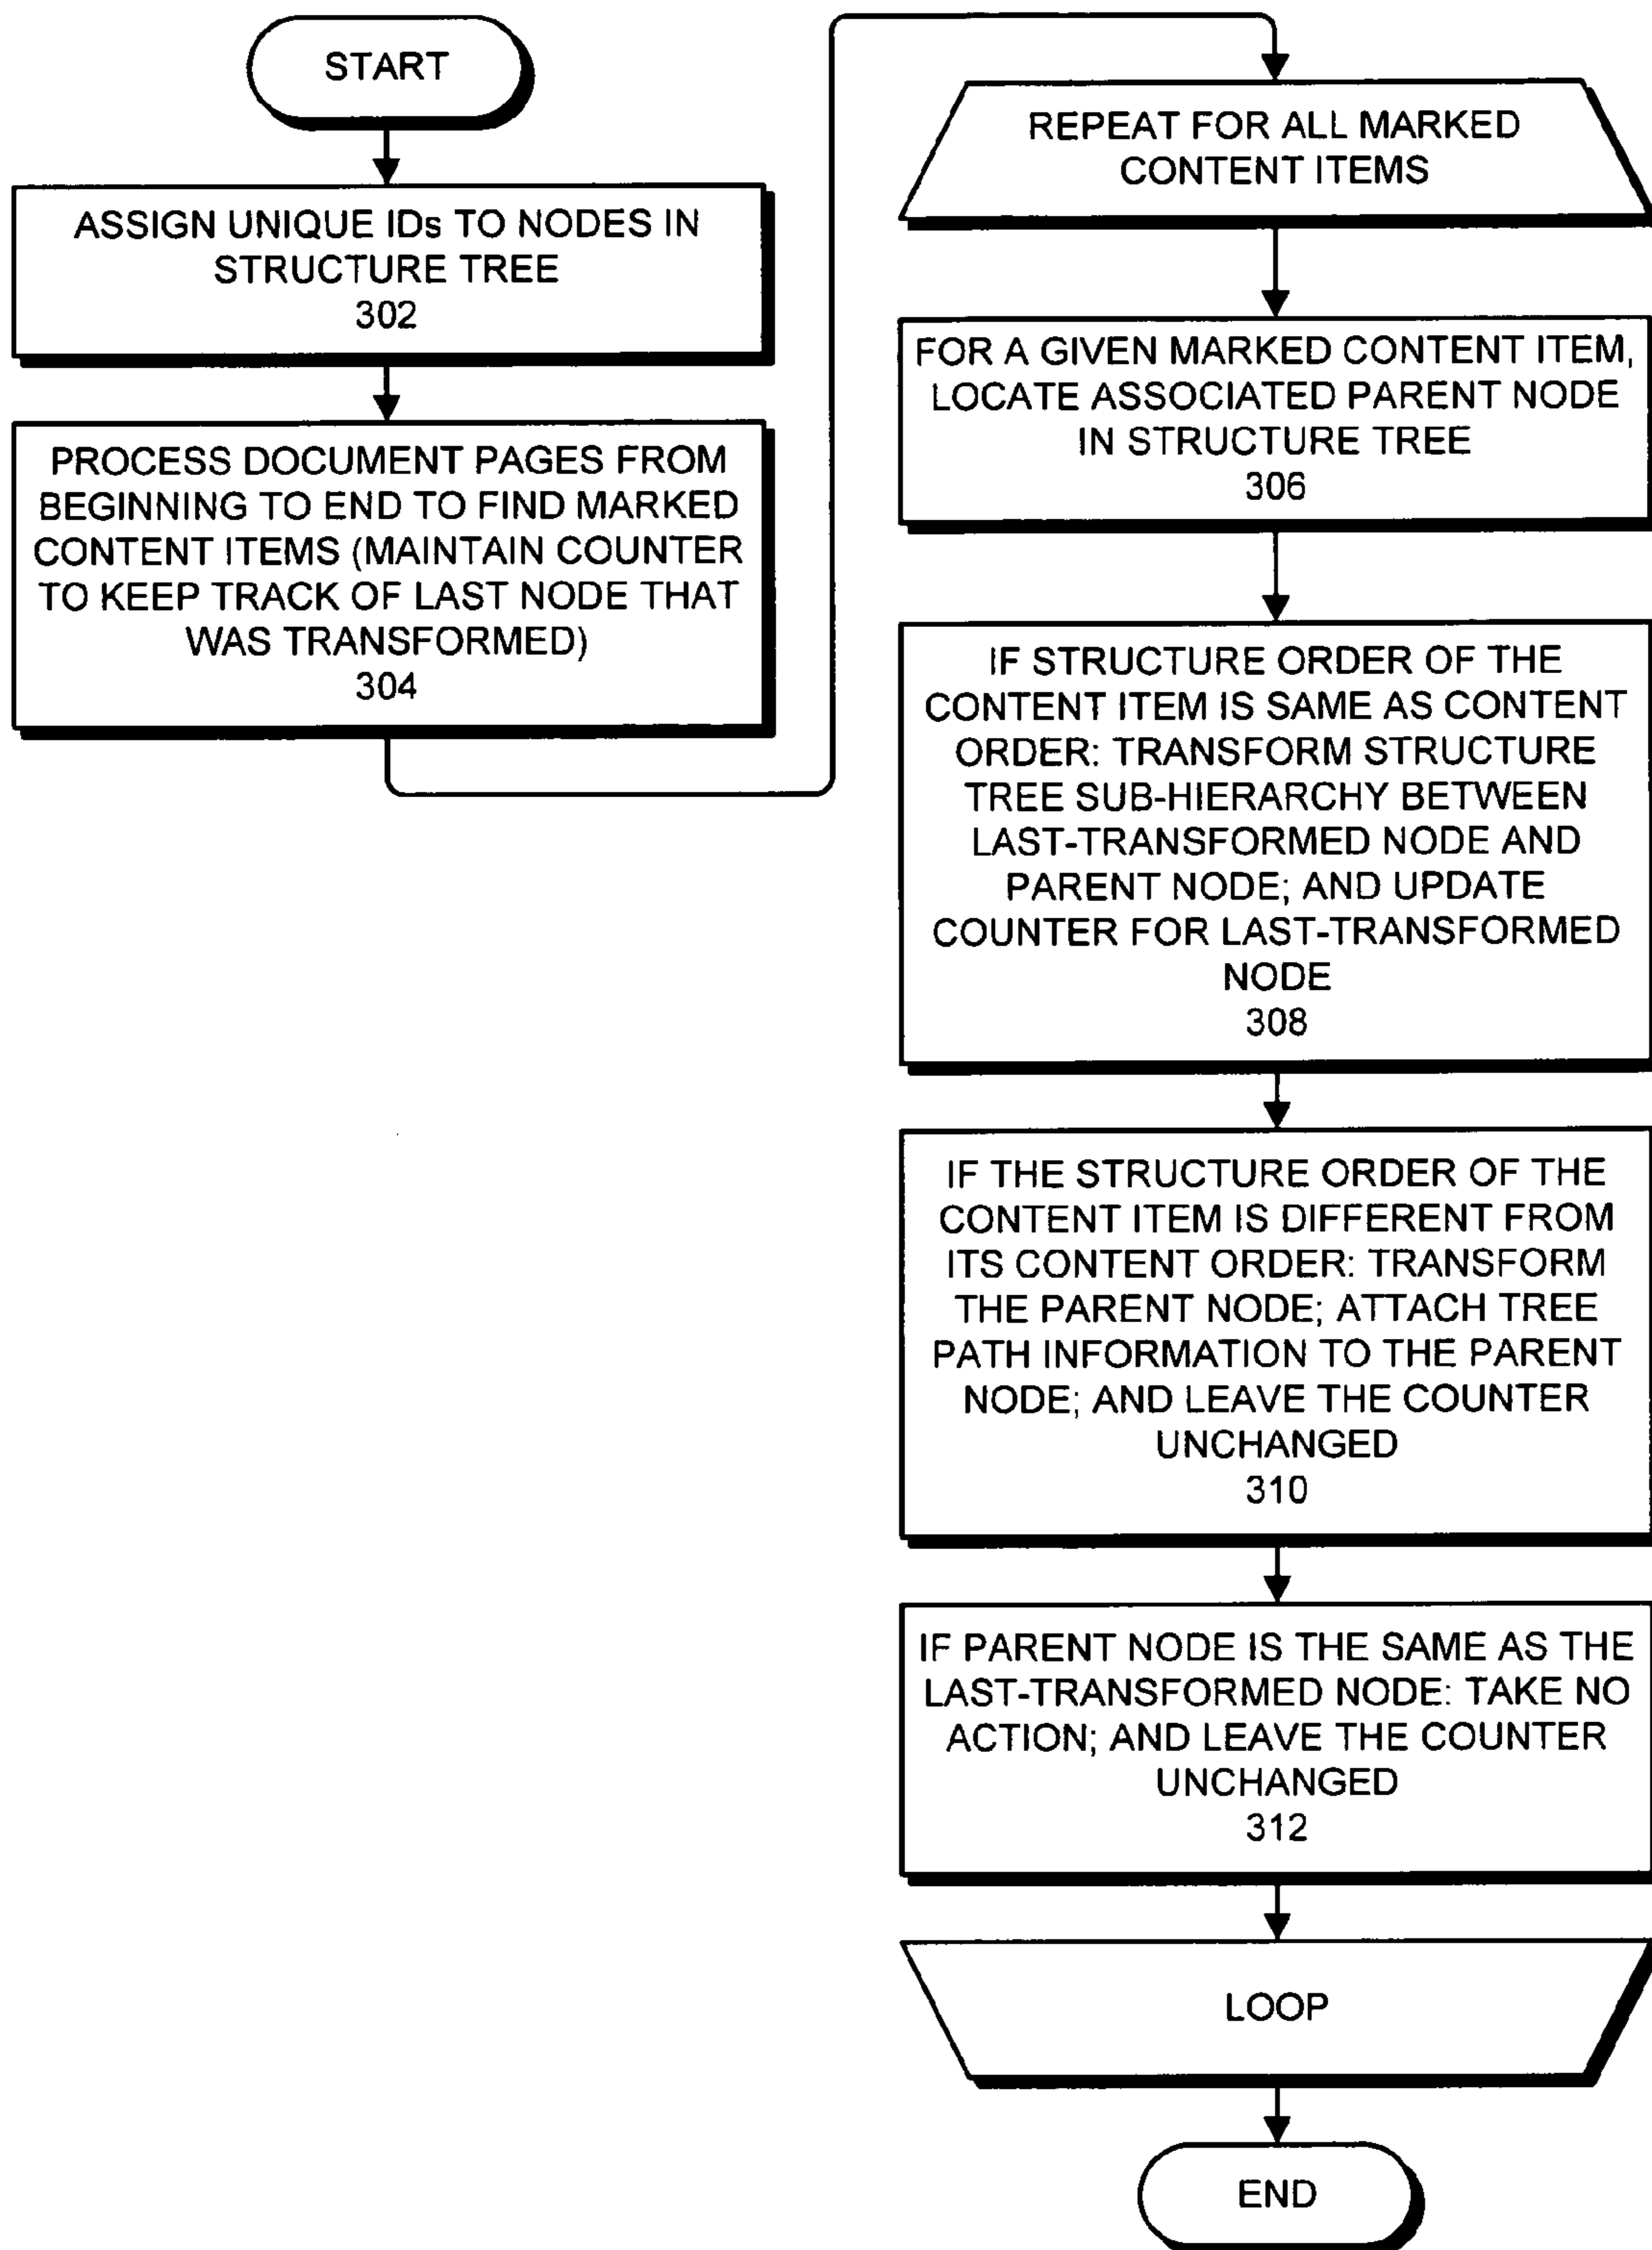 START
ASSIGN UNIQUE IDs TO NODES IN
STRUCTURE TREE
302
PROCESS DOCUMENT PAGES FROM
BEGINNING TO END TO FIND MARKED
CONTENT ITEMS (MAINTAIN COUNTER
TO KEEP TRACK OF LAST NODE THAT
WAS TRANSFORMED)
304
REPEAT FOR ALL MARKED
CONTENT ITEMS
FOR A GIVEN MARKED CONTENT ITEM,
LOCATE ASSOCIATED PARENT NODE
IN STRUCTURE TREE
306
IF STRUCTURE ORDER OF THE
CONTENT ITEM IS SAME AS CONTENT
ORDER: TRANSFORM STRUCTURE
TREE SUB-HIERARCHY BETWEEN
LAST-TRANSFORMED NODE AND
PARENT NODE; AND UPDATE
COUNTER FOR LAST-TRANSFORMED
NODE
308
IF THE STRUCTURE ORDER OF THE
CONTENT ITEM IS DIFFERENT FROM
ITS CONTENT ORDER: TRANSFORM
THE PARENT NODE; ATTACH TREE
PATH INFORMATION TO THE PARENT
NODE; AND LEAVE THE COUNTER
UNCHANGED
310
IF PARENT NODE IS THE SAME AS THE
LAST-TRANSFORMED NODE: TAKE NO
ACTION; AND LEAVE THE COUNTER
UNCHANGED
312
LOOP
END